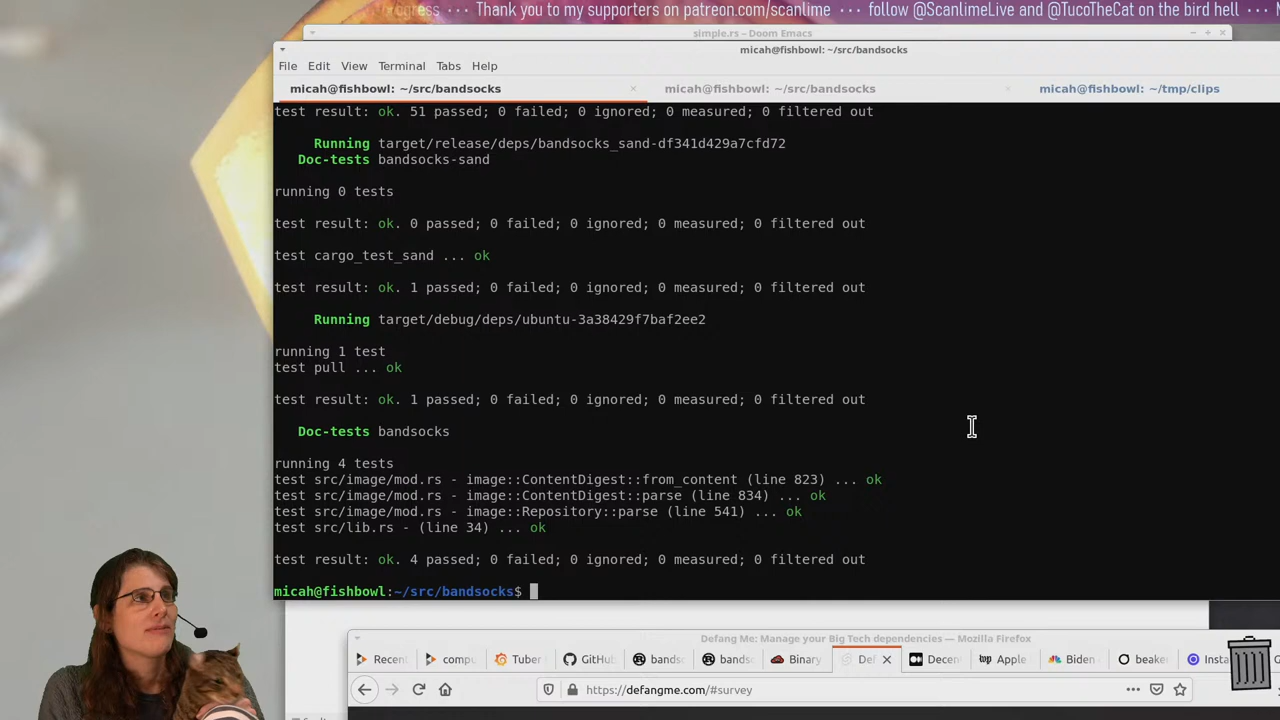 ogress ··· Thank you to my supporters on patreon.com/scanlime ··· follow @ScanlimeLive and @TucoTheCat on the bird hell ···
simple.rs – Doom Emacs
micah@fishbowl: ~/src/bandsocks
File Edit View Terminal Tabs Help
micah@fishbowl: ~/src/bandsocks micah@fishbowl: ~/src/bandsocks micah@fishbowl: ~/tmp/clips
test result: ok. 51 passed; 0 failed; 0 ignored; 0 measured; 0 filtered out
Running target/release/deps/bandsocks_sand-df341d429a7cfd72
Doc-tests bandsocks-sand
running 0 tests
test result: ok. 0 passed; 0 failed; 0 ignored; 0 measured; 0 filtered out
test cargo_test_sand ... ok
test result: ok. 1 passed; 0 failed; 0 ignored; 0 measured; 0 filtered out
Running target/debug/deps/ubuntu-3a38429f7baf2ee2
running 1 test
test pull ... ok
test result: ok. 1 passed; 0 failed; 0 ignored; 0 measured; 0 filtered out
Doc-tests bandsocks
running 4 tests
test src/image/mod.rs - image::ContentDigest::from_content (line 823) ... ok
test src/image/mod.rs - image::ContentDigest::parse (line 834) ... ok
test src/image/mod.rs - image::Repository::parse (line 541) ... ok
test src/lib.rs - (line 34) ... ok
test result: ok. 4 passed; 0 failed; 0 ignored; 0 measured; 0 filtered out
micah@fishbowl:~/src/bandsocks$
Defang Me: Manage your Big Tech dependencies — Mozilla Firefox
Recen compu Tuber GitHub bands bands Binary Def Decen Apple Biden beaker Insta
https://defangme.com/#survey